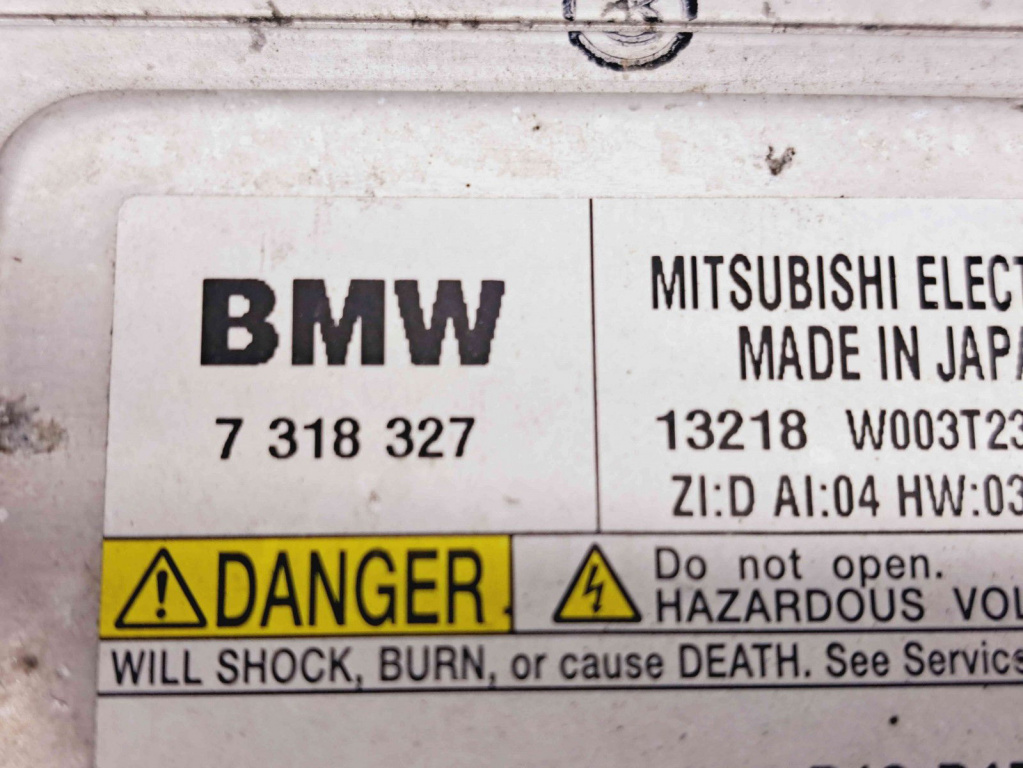 BMW
7 318 327
MITSUBISHI ELECT
MADE IN JAPA
13218 W003T23
ZI:D AI:04 HW:03
DANGER
Do not open.
HAZARDOUS VOL
WILL SHOCK, BURN, or cause DEATH. See Servics